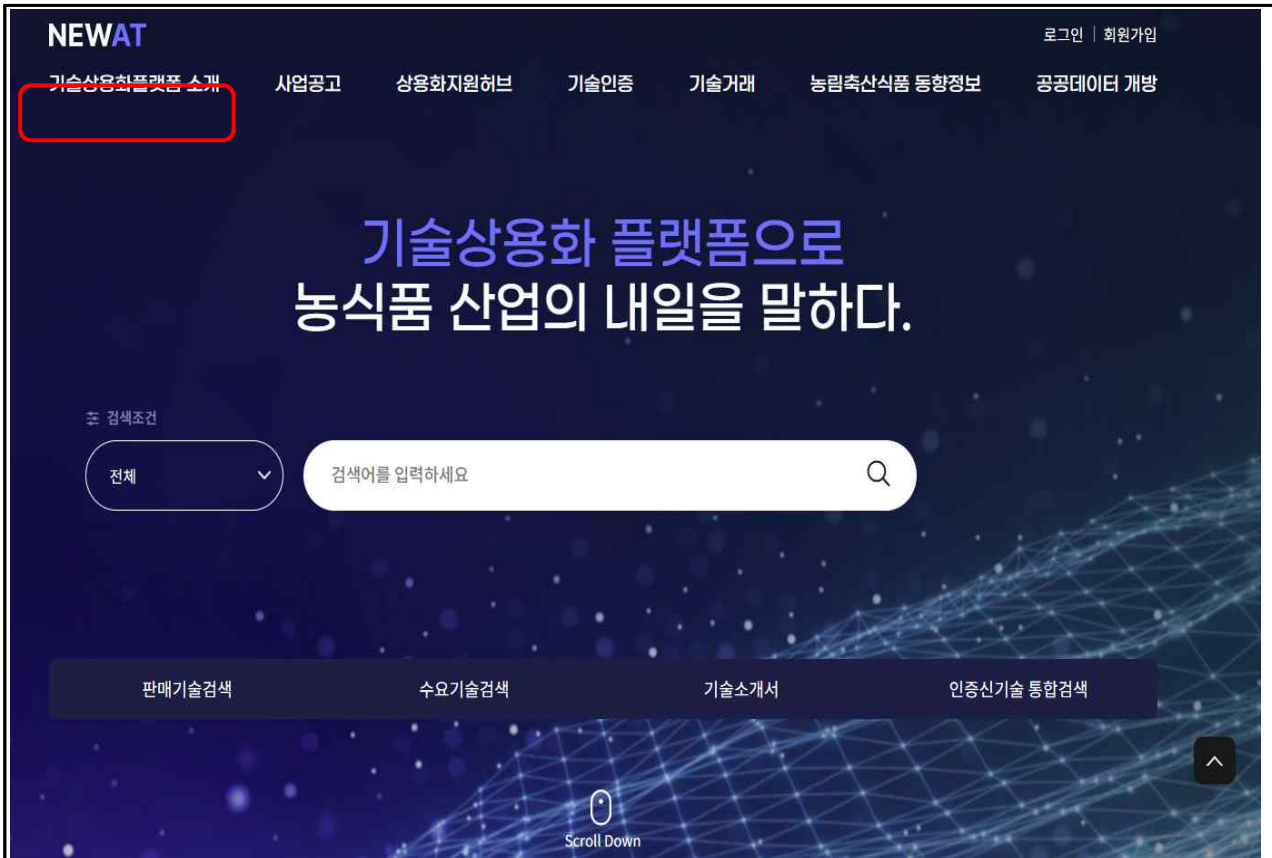 NEWAT
로그인 | 회원가입
기술상용화플랫폼 소개 사업공고 상용화지원허브 기술인증 기술거래 농림축산식품 동향정보 공공데이터 개방
기술상용화 플랫폼으로
농식품 산업의 내일을 말하다.
검색조건
전체 검색어를 입력하세요
판매기술검색 수요기술검색 기술소개서 인증신기술 통합검색
Scroll Down